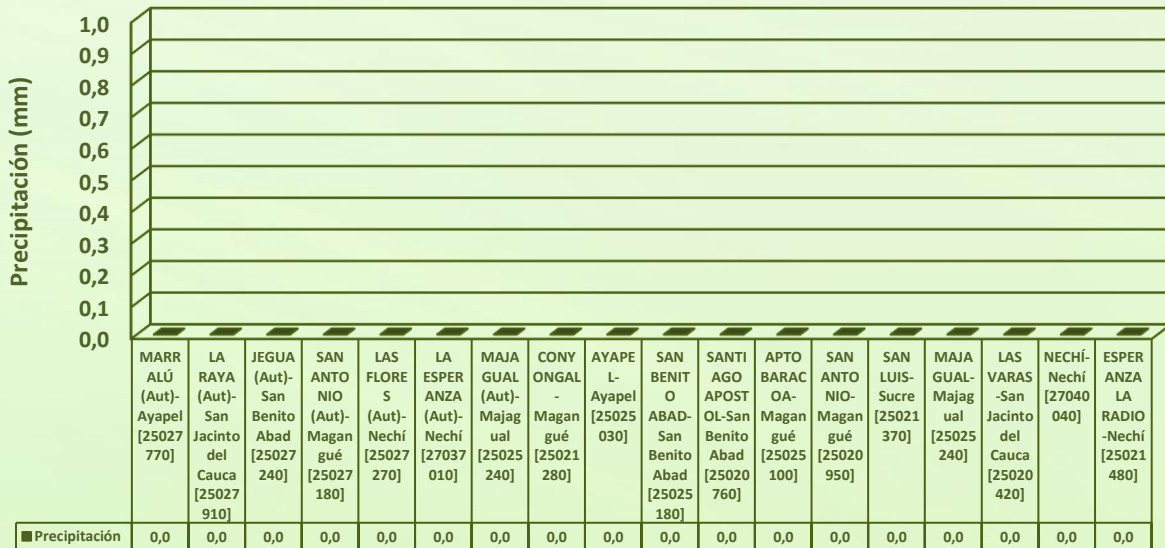 Precipitación (mm)
1,0
0,9
0,8
0,7
0,6
0,5
0,4
0,3
0,2
0,1
0,0
MARR
ALÚ
(Aut)-
Ayapel
[25027
770]
LA
RAYA
(Aut)-
San
Jacinto
del
Cauca
[25027
910]
JEGUA
(Aut)-
San
Benito
Abad
[25027
240]
SAN
ANTO
NIO
(Aut)-
Magan
gué
[25027
180]
LAS
FLORE
S
(Aut)-
Nechí
[25027
270]
LA
ESPER
ANZA
(Aut)-
Nechí
[27037
010]
MAJA
GUAL
(Aut)-
Majag
ual
[25025
240]
CONY
ONGAL
-
Magan
gué
[25021
280]
AYAPE
L-
Ayapel
[25025
030]
SAN
BENIT
O
ABAD-
San
Benito
Abad
[25025
180]
SANTI
AGO
APOST
OL-San
Benito
Abad
[25020
760]
APTO
BARAC
OA-
Magan
gué
[25025
100]
SAN
ANTO
NIO-
Magan
gué
[25020
950]
SAN
LUIS-
Sucre
[25021
370]
MAJA
GUAL-
Majag
ual
[25025
240]
LAS
VARAS
-San
Jacinto
del
Cauca
[25020
420]
NECHÍ-
Nechí
[27040
040]
ESPER
ANZA
LA
RADIO
-Nechí
[25021
480]
Precipitación 0,0 0,0 0,0 0,0 0,0 0,0 0,0 0,0 0,0 0,0 0,0 0,0 0,0 0,0 0,0 0,0 0,0 0,0